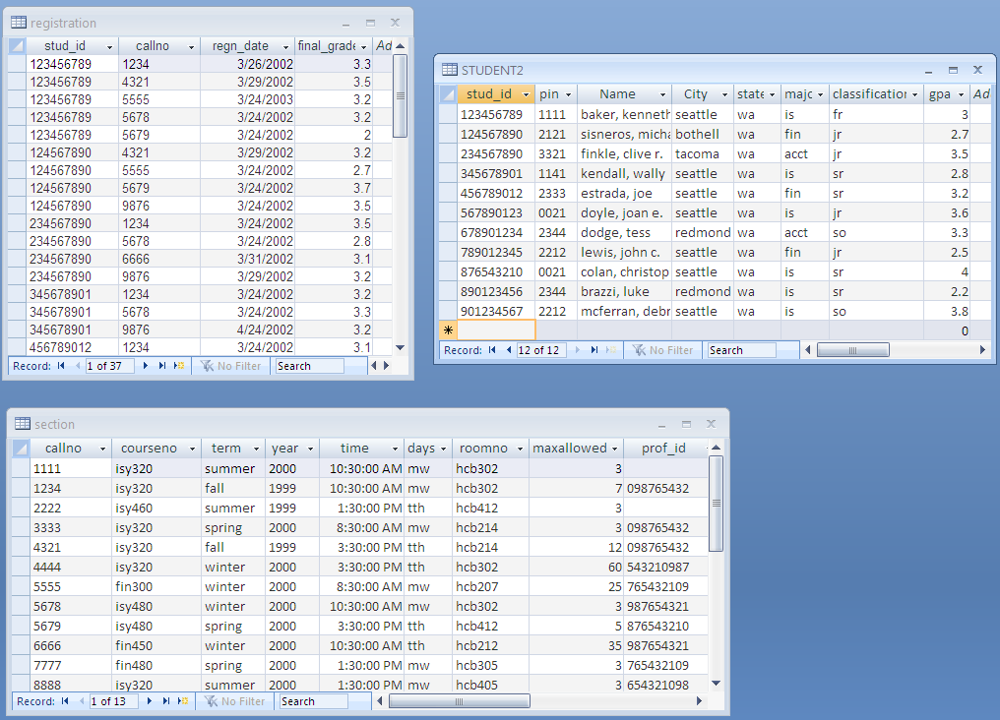 registration
stud_id callno regn_date final_grade Ad
123456789 1234 3/26/2002 3.3
123456789 4321 3/29/2002 3.5
123456789 5555 3/24/2003 3.2
123456789 5678 3/24/2002 3.2
123456789 5679 3/24/2002 2
124567890 4321 3/29/2002 3.2
124567890 5555 3/24/2002 2.7
124567890 5679 3/24/2002 3.7
124567890 9876 3/24/2002 3.5
234567890 1234 3/24/2002 3.5
234567890 5678 3/24/2002 2.8
234567890 6666 3/31/2002 3.1
234567890 9876 3/29/2002 3.2
345678901 1234 3/24/2002 3.2
345678901 5678 3/24/2002 3.3
345678901 9876 4/24/2002 3.2
456789012 1234 3/24/2002 3.1
Record: 1 of 37 No Filter Search
STUDENT2
stud_id pin Name City state majc classification gpa Ad
123456789 1111 baker, kenneth seattle wa is fr 3
124567890 2121 sisneros, micha bothell wa fin jr 2.7
234567890 3321 finkle, clive r. tacoma wa acct jr 3.5
345678901 1141 kendall, wally seattle wa is sr 2.8
456789012 2333 estrada, joe seattle wa fin sr 3.2
567890123 0021 doyle, joan e. seattle wa is jr 3.6
678901234 2344 dodge, tess redmond wa acct so 3.3
789012345 2212 lewis, john c. seattle wa fin jr 2.5
876543210 0021 colan, christop seattle wa is sr 4
890123456 2344 brazzi, luke redmond wa is sr 2.2
901234567 2212 mcferran, debr seattle wa is so 3.8
* 0
Record: 12 of 12 No Filter Search
section
callno courseno term year time days roomno maxallowed prof_id
1111 isy320 summer 2000 10:30:00 AM mw hcb302 3
1234 isy320 fall 1999 10:30:00 AM mw hcb302 7 098765432
2222 isy460 summer 1999 1:30:00 PM tth hcb412 3
3333 isy320 spring 2000 8:30:00 AM mw hcb214 3 098765432
4321 isy320 fall 1999 3:30:00 PM tth hcb214 12 098765432
4444 isy320 winter 2000 3:30:00 PM tth hcb302 60 543210987
5555 fin300 winter 2000 8:30:00 AM mw hcb207 25 765432109
5678 isy480 winter 2000 10:30:00 AM mw hcb302 3 987654321
5679 isy480 spring 2000 3:30:00 PM tth hcb412 5 876543210
6666 fin450 winter 2000 10:30:00 AM tth hcb212 35 987654321
7777 fin480 spring 2000 1:30:00 PM mw hcb305 3 765432109
8888 isy320 summer 2000 1:30:00 PM mw hcb405 3 654321098
Record: 1 of 13 No Filter Search